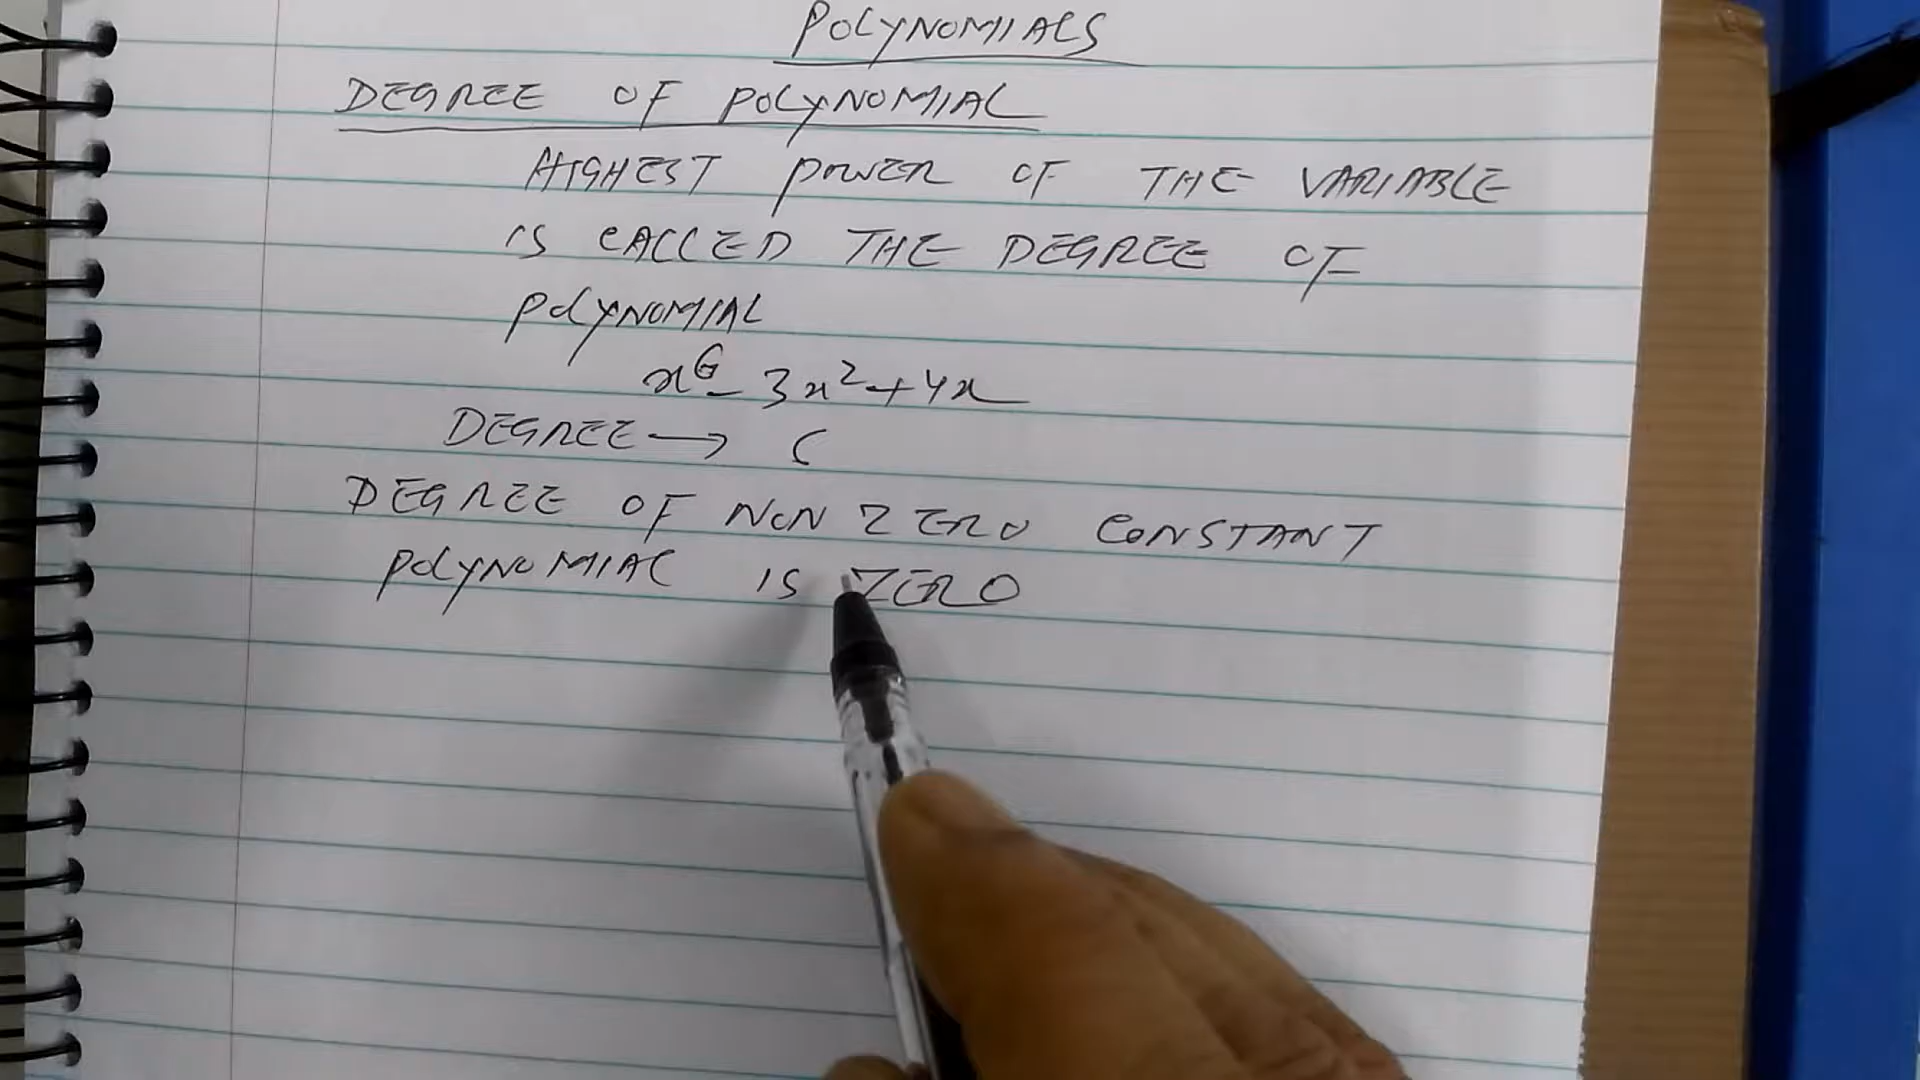 POLYNOMIALS
DEGREE OF POLYNOMIAL
HIGHEST POWER OF THE VARIABLE
IS CALLED THE DEGREE OF
POLYNOMIAL
x⁶ - 3x² + 4x
DEGREE → 6
DEGREE OF NON ZERO CONSTANT
POLYNOMIAL IS ZERO